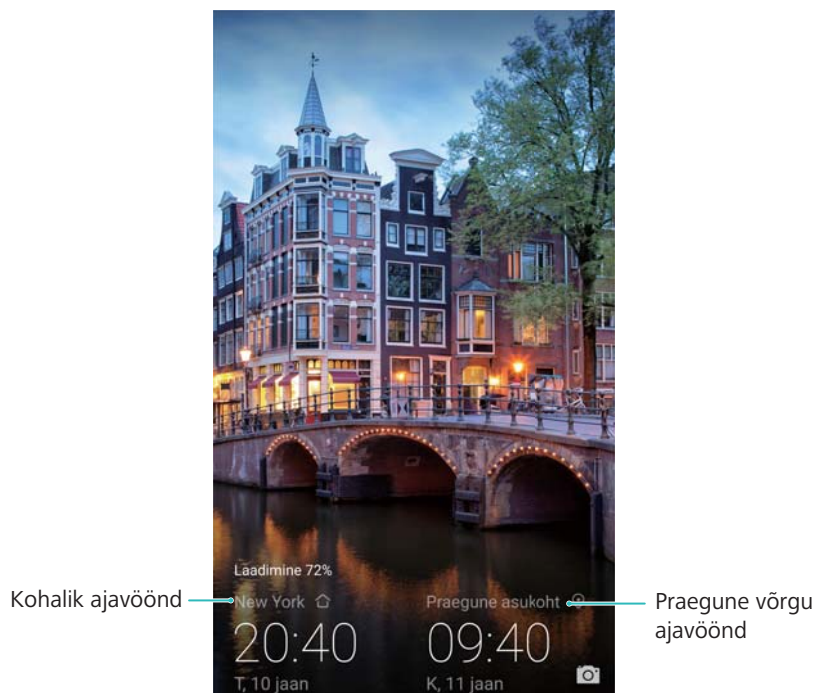 Laadimine 72%
Kohalik ajavöönd
New York
Praegune asukoht
Praegune võrgu
ajavöönd
20:40
09:40
T, 10 jaan
K, 11 jaan